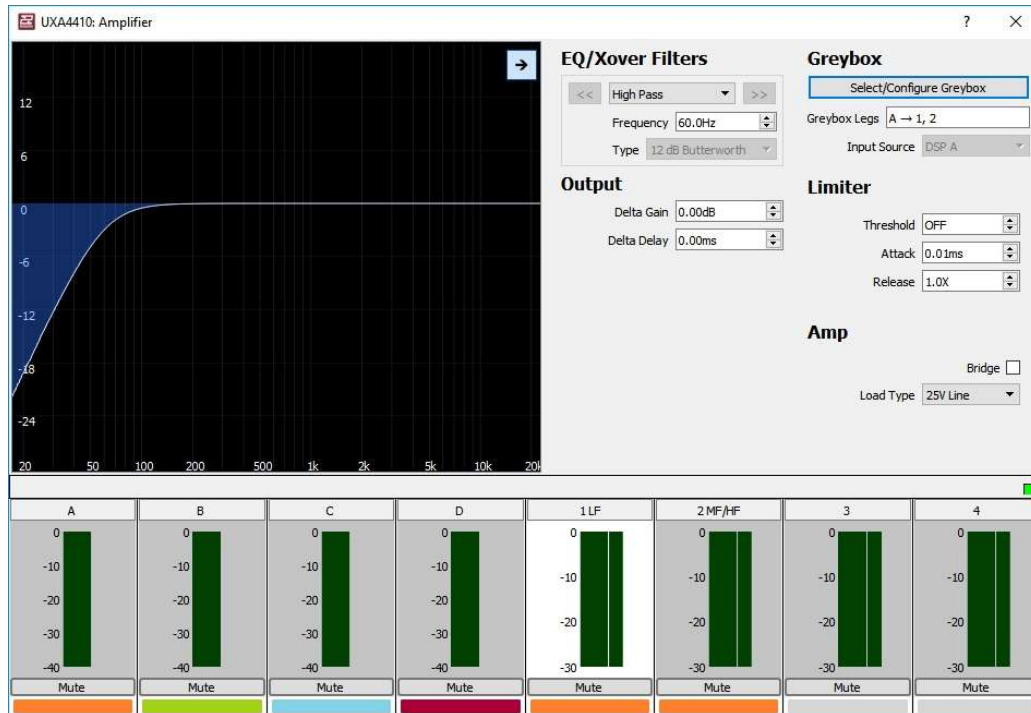 UXA4410: Amplifier
?
12
6
0
-6
-12
-18
-24
20 50 100 200 500 1k 2k 5k 10k 20k
EQ/Xover Filters
<< High Pass >>
Frequency 60.0Hz
Type 12 dB Butterworth
Output
Delta Gain 0.00dB
Delta Delay 0.00ms
Greybox
Select/Configure Greybox
Greybox Legs A → 1, 2
Input Source DSP A
Limiter
Threshold OFF
Attack 0.01ms
Release 1.0X
Amp
Bridge
Load Type 25V Line
A B C D 1 LF 2 MF/HF 3 4
0 0 0 0 0 0 0 0
-10 -10 -10 -10 -10 -10 -10 -10
-20 -20 -20 -20 -20 -20 -20 -20
-30 -30 -30 -30 -30 -30 -30 -30
-40 -40 -40 -40
Mute Mute Mute Mute Mute Mute Mute Mute